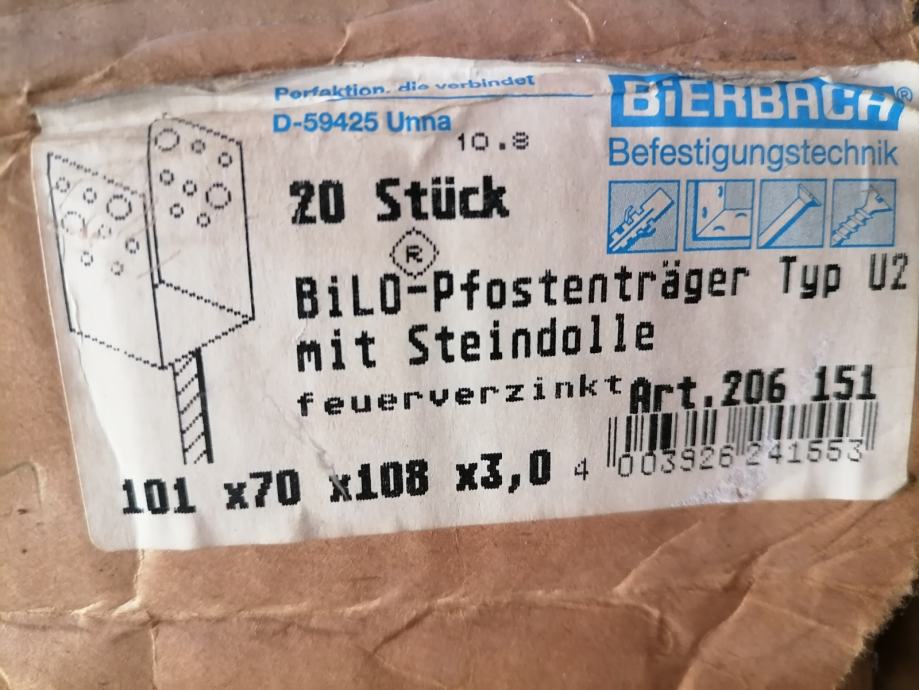 Perfektion, die verbindet
D-59425 Unna
BiERBACH®
Befestigungstechnik
10.8
20 Stück
®
BiLO-Pfostenträger Typ U2
mit Steindolle
feuerverzinkt
Art.206 151
101 x70 x108 x3,0
4 003926 241553